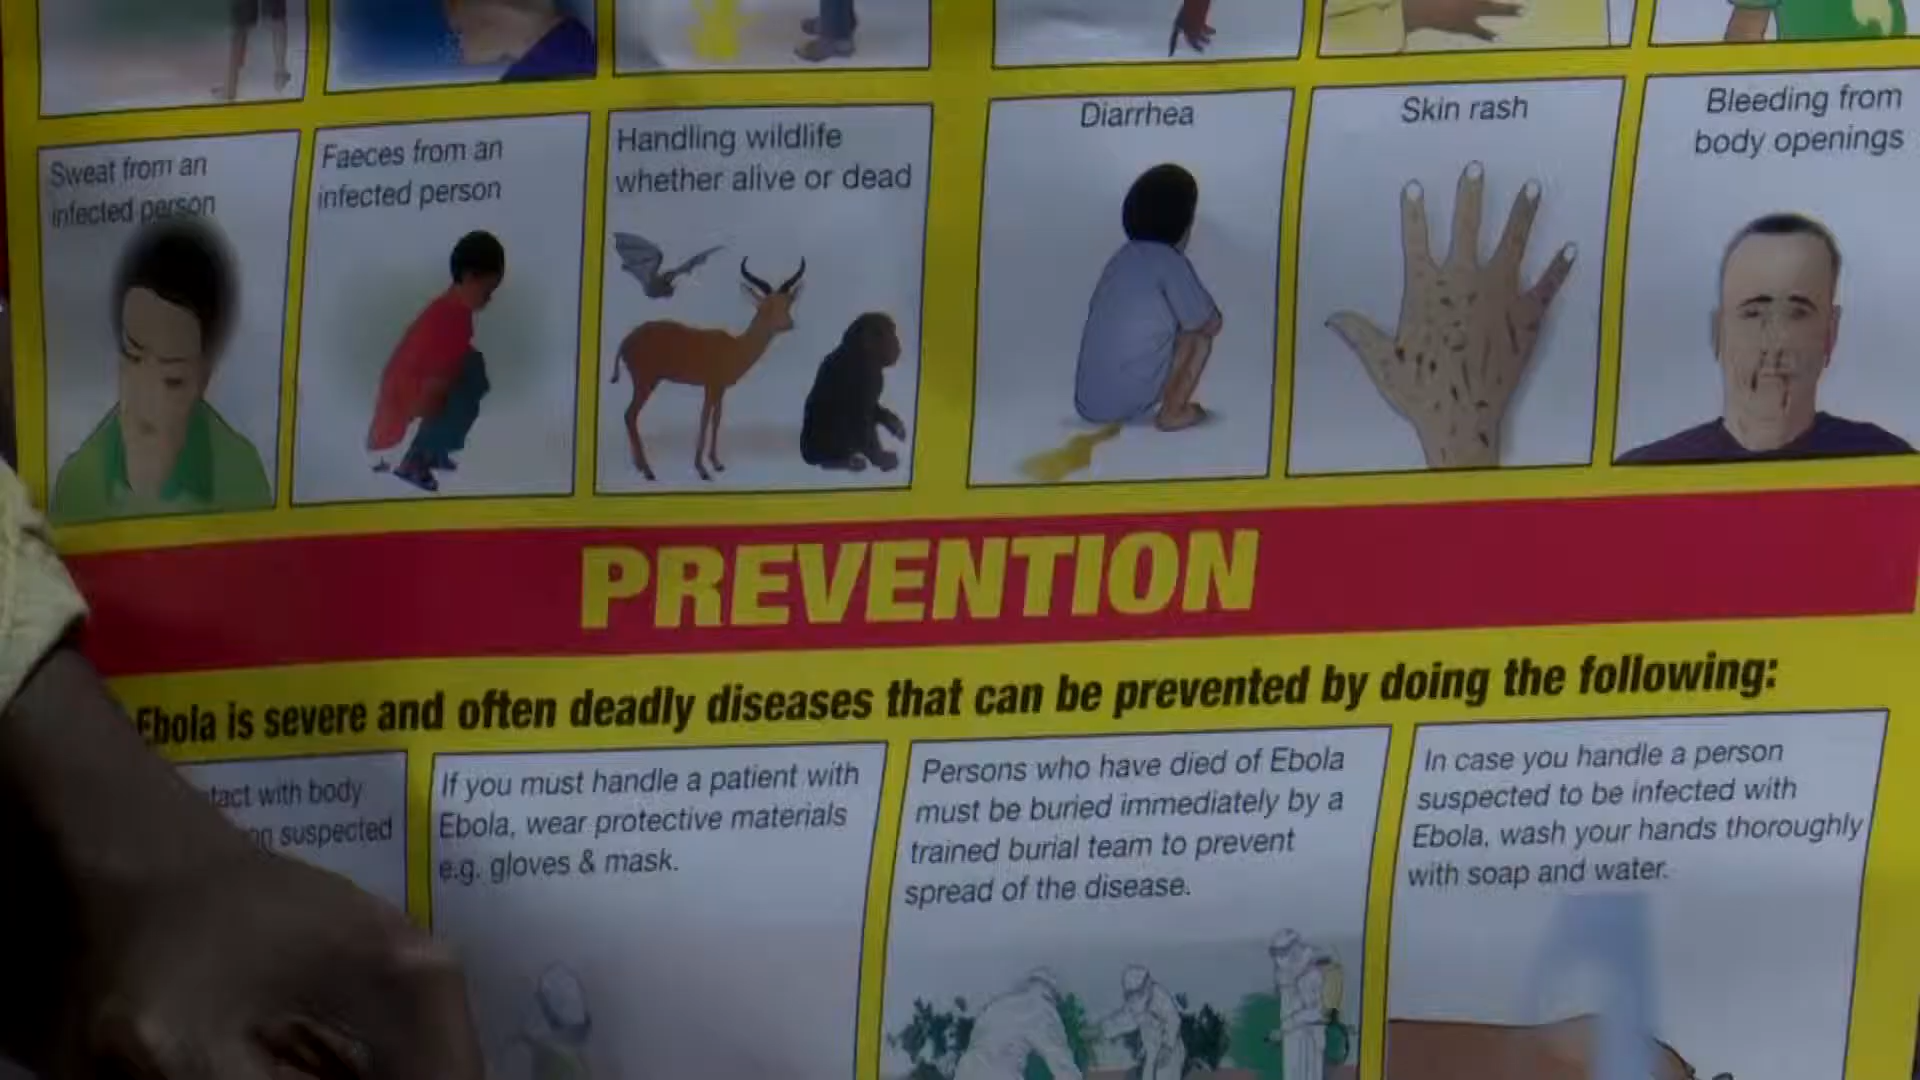 Sweat from an
infected person
Faeces from an
infected person
Handling wildlife
whether alive or dead
Diarrhea
Skin rash
Bleeding from
body openings
PREVENTION
Ebola is severe and often deadly diseases that can be prevented by doing the following:
with body
suspected
If you must handle a patient with
Ebola, wear protective materials
e.g. gloves & mask.
Persons who have died of Ebola
must be buried immediately by a
trained burial team to prevent
spread of the disease.
In case you handle a person
suspected to be infected with
Ebola, wash your hands thoroughly
with soap and water.